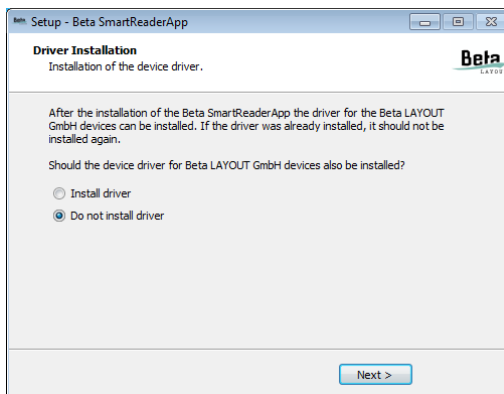 Beta Setup - Beta SmartReaderApp
Driver Installation
Installation of the device driver.
Beta
LAYOUT
After the installation of the Beta SmartReaderApp the driver for the Beta LAYOUT
GmbH devices can be installed. If the driver was already installed, it should not be
installed again.
Should the device driver for Beta LAYOUT GmbH devices also be installed?
Install driver
Do not install driver
Next >